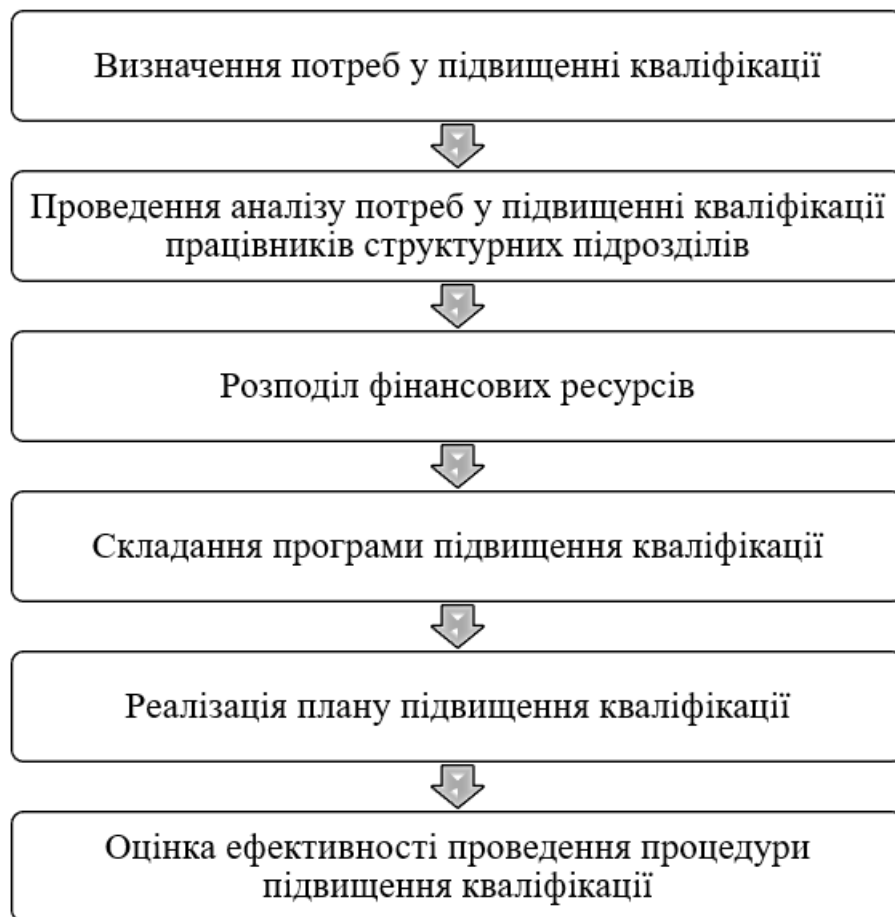 Визначення потреб у підвищенні кваліфікації
Проведення аналізу потреб у підвищенні кваліфікації
працівників структурних підрозділів
Розподіл фінансових ресурсів
Складання програми підвищення кваліфікації
Реалізація плану підвищення кваліфікації
Оцінка ефективності проведення процедури
підвищення кваліфікації